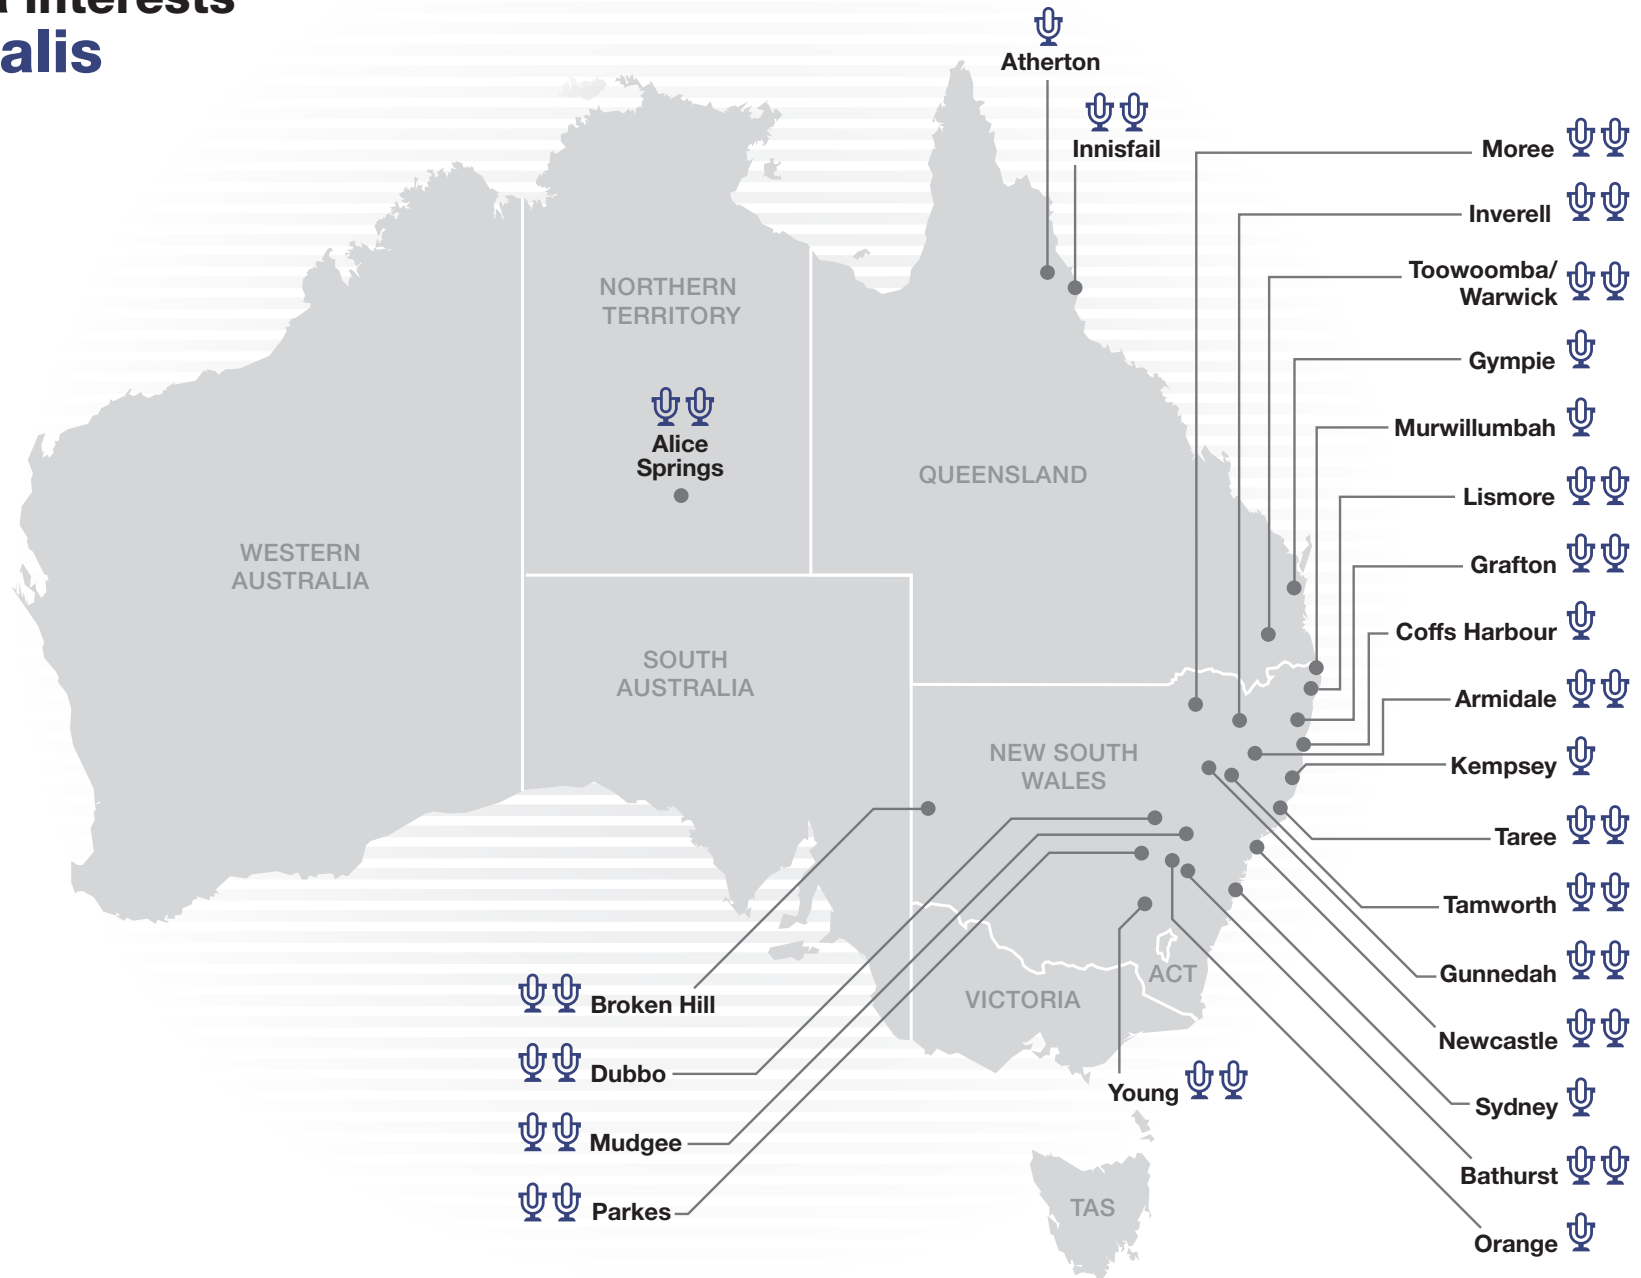 interests
alis
Atherton
Innisfail
Moree
Inverell
Toowoomba/
Warwick
Gympie
Murwillumbah
Lismore
Grafton
Coffs Harbour
Armidale
Kempsey
Taree
Tamworth
Gunnedah
Newcastle
Sydney
Bathurst
Orange
NORTHERN
TERRITORY
Alice
Springs
QUEENSLAND
WESTERN
AUSTRALIA
SOUTH
AUSTRALIA
NEW SOUTH
WALES
ACT
VICTORIA
TAS
Broken Hill
Dubbo
Mudgee
Parkes
Young